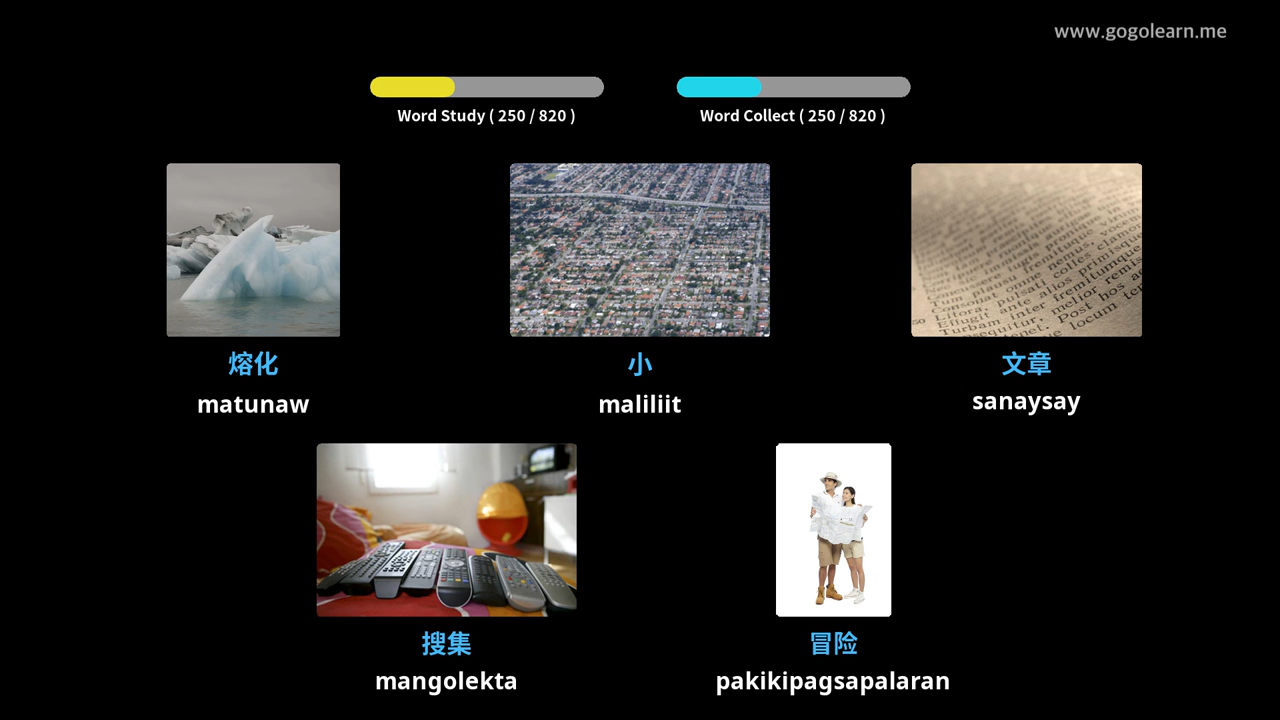 www.gogolearn.me
Word Study ( 250 / 820 )
Word Collect ( 250 / 820 )
熔化
matunaw
小
maliliit
文章
sanaysay
搜集
mangolekta
冒险
pakikipagsapalaran